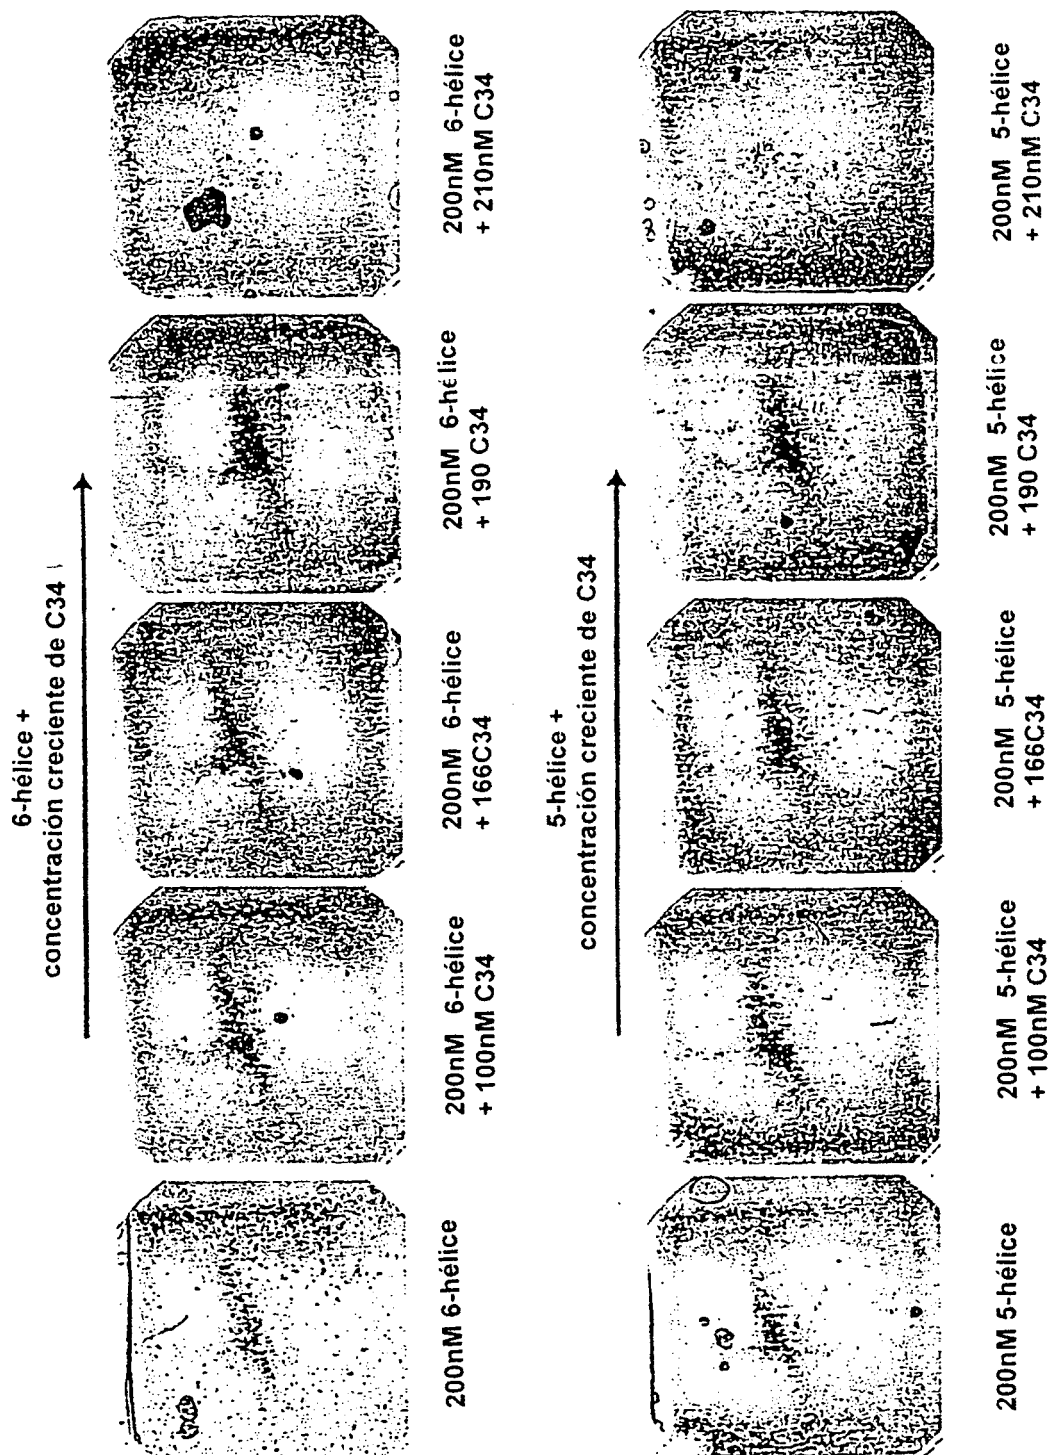 6-hélice +
concentración creciente de C34
200nM 6-hélice
200nM 6-hélice
+ 100nM C34
200nM 6-hélice
+ 166C34
200nM 6-hélice
+ 190 C34
200nM 6-hélice
+ 210nM C34
5-hélice +
concentración creciente de C34
200nM 5-hélice
200nM 5-hélice
+ 100nM C34
200nM 5-hélice
+ 166C34
200nM 5-hélice
+ 190 C34
200nM 5-hélice
+ 210nM C34